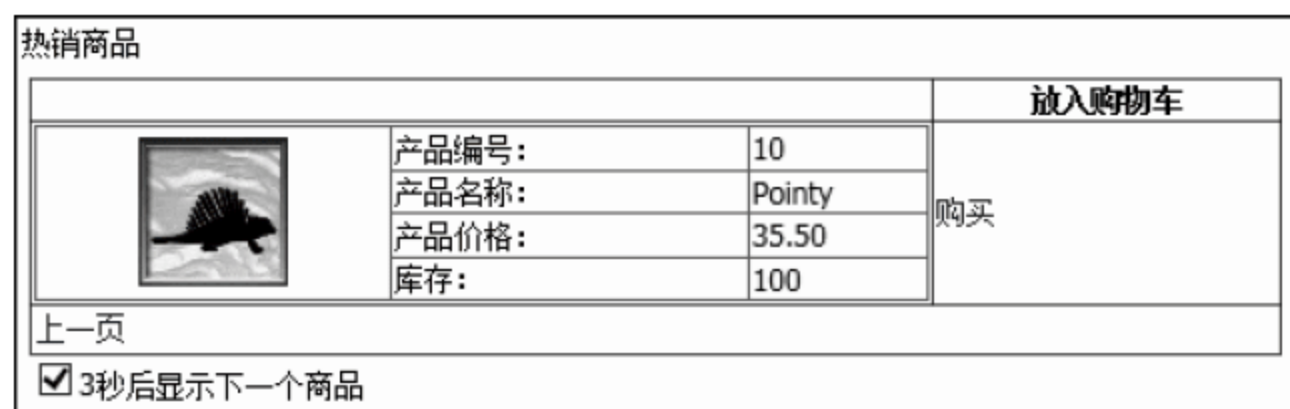 热销商品
放入购物车
产品编号： 10
产品名称： Pointy
产品价格： 35.50
库存： 100
购买
上一页
3秒后显示下一个商品